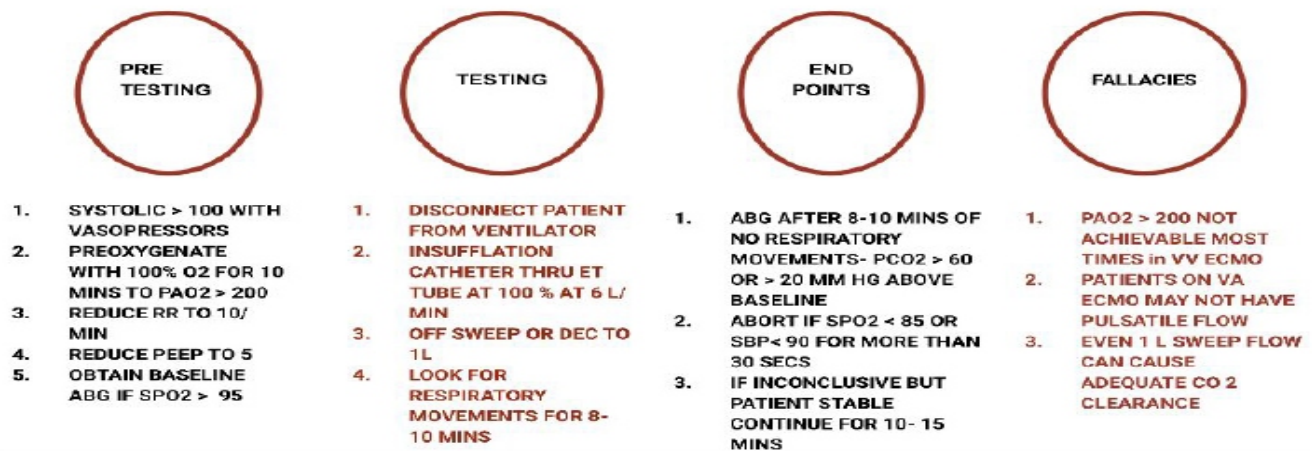 PRE
TESTING
TESTING
END
POINTS
FALLACIES
1. SYSTOLIC > 100 WITH
VASOPRESSORS
2. PREOXYGENATE
WITH 100% O2 FOR 10
MINS TO PAO2 > 200
3. REDUCE RR TO 10/
MIN
4. REDUCE PEEP TO 5
5. OBTAIN BASELINE
ABG IF SPO2 > 95
1. DISCONNECT PATIENT
FROM VENTILATOR
2. INSUFFLATION
CATHETER THRU ET
TUBE AT 100 % AT 6 L/
MIN
3. OFF SWEEP OR DEC TO
1L
4. LOOK FOR
RESPIRATORY
MOVEMENTS FOR 8-
10 MINS
1. ABG AFTER 8-10 MINS OF
NO RESPIRATORY
MOVEMENTS- PCO2 > 60
OR > 20 MM HG ABOVE
BASELINE
2. ABORT IF SPO2 < 85 OR
SBP< 90 FOR MORE THAN
30 SECS
3. IF INCONCLUSIVE BUT
PATIENT STABLE
CONTINUE FOR 10- 15
MINS
1. PAO2 > 200 NOT
ACHIEVABLE MOST
TIMES in VV ECMO
2. PATIENTS ON VA
ECMO MAY NOT HAVE
PULSATILE FLOW
3. EVEN 1 L SWEEP FLOW
CAN CAUSE
ADEQUATE CO 2
CLEARANCE